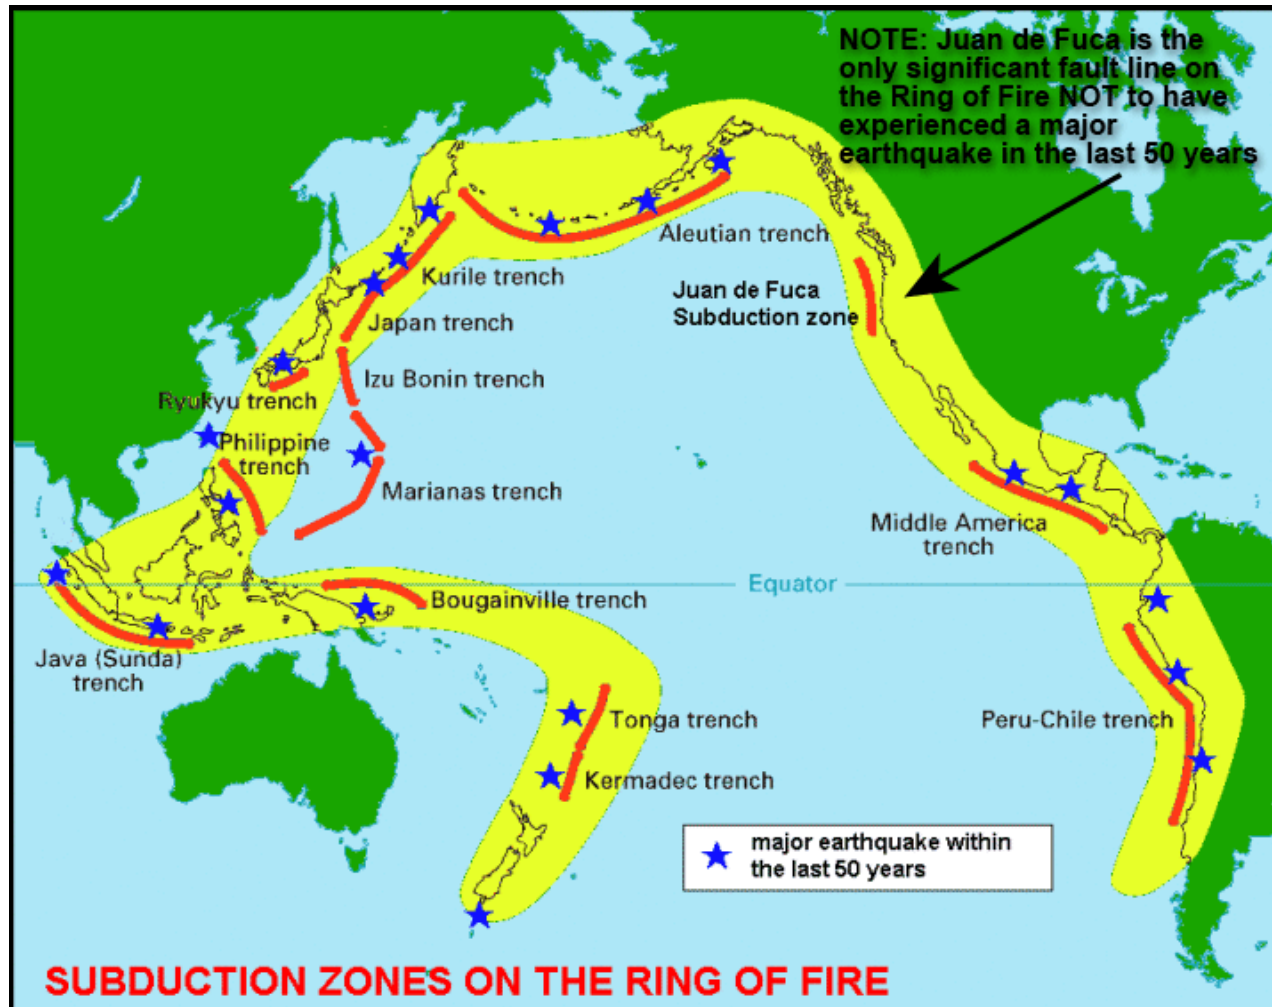 NOTE: Juan de Fuca is the
only significant fault line on
the Ring of Fire NOT to have
experienced a major
earthquake in the last 50 years
Aleutian trench
Kurile trench
Juan de Fuca
Subduction zone
Japan trench
Izu Bonin trench
Ryukyu trench
Philippine
trench
Marianas trench
Middle America
trench
Equator
Bougainville trench
Java (Sunda)
trench
Tonga trench
Peru-Chile trench
Kermadec trench
major earthquake within
the last 50 years
SUBDUCTION ZONES ON THE RING OF FIRE